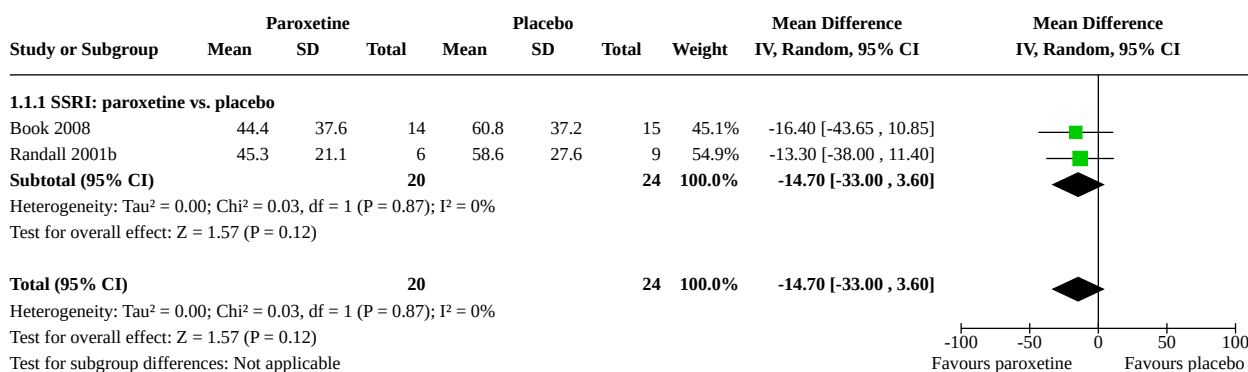 Paroxetine Placebo Mean Difference Mean Difference
Study or Subgroup Mean SD Total Mean SD Total Weight IV, Random, 95% CI IV, Random, 95% CI
1.1.1 SSRI: paroxetine vs. placebo
Book 2008 44.4 37.6 14 60.8 37.2 15 45.1% -16.40 [-43.65 , 10.85]
Randall 2001b 45.3 21.1 6 58.6 27.6 9 54.9% -13.30 [-38.00 , 11.40]
Subtotal (95% CI) 20 24 100.0% -14.70 [-33.00 , 3.60]
Heterogeneity: Tau² = 0.00; Chi² = 0.03, df = 1 (P = 0.87); I² = 0%
Test for overall effect: Z = 1.57 (P = 0.12)
Total (95% CI) 20 24 100.0% -14.70 [-33.00 , 3.60]
Heterogeneity: Tau² = 0.00; Chi² = 0.03, df = 1 (P = 0.87); I² = 0%
Test for overall effect: Z = 1.57 (P = 0.12) -100 -50 0 50 100
Test for subgroup differences: Not applicable Favours paroxetine Favours placebo